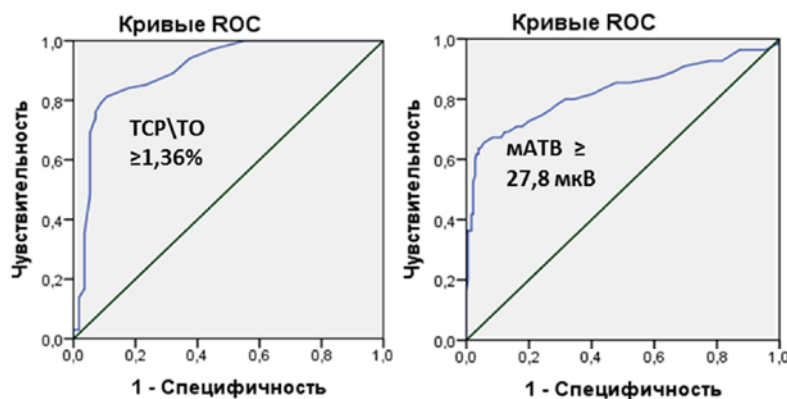 Кривые ROC
1,0
0,8
0,6
0,4
0,2
0,0
Чувствительность
TCP\TO
≥1,36%
0,0 0,2 0,4 0,6 0,8 1,0
1 - Специфичность
Кривые ROC
1,0
0,8
0,6
0,4
0,2
0,0
Чувствительность
мАТВ ≥
27,8 мкВ
0,0 0,2 0,4 0,6 0,8 1,0
1 - Специфичность